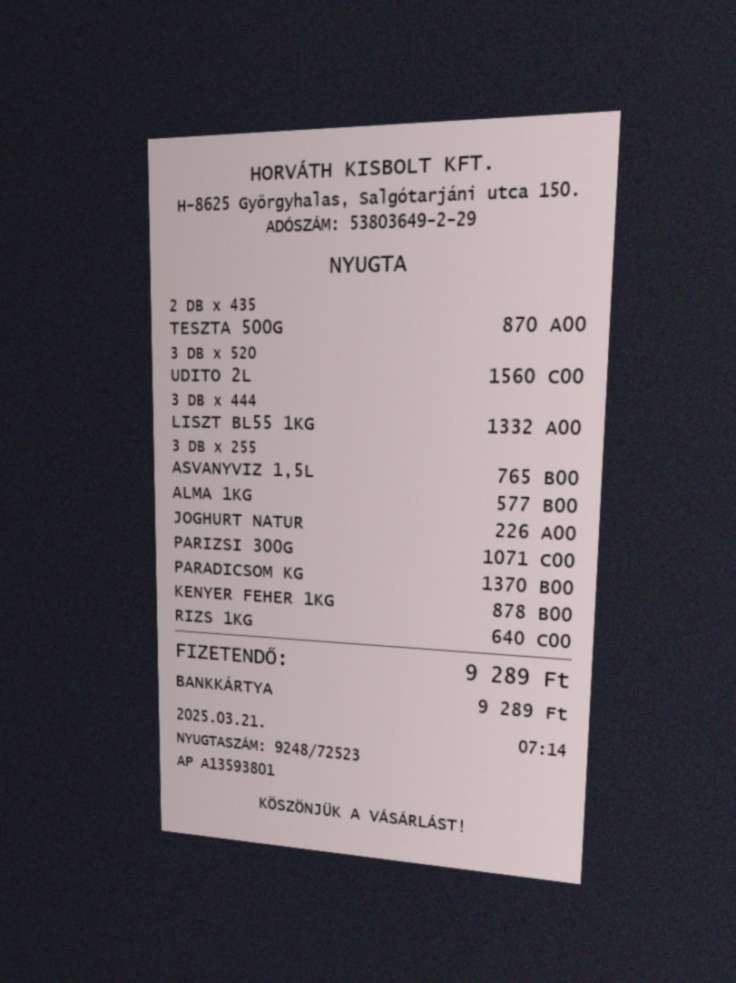 HORVÁTH KISBOLT KFT.
H-8625 Györgyhalas, Salgótarjáni utca 150.
ADÓSZÁM: 53803649-2-29
NYUGTA
2 DB x 435
TESZTA 500G 870 A00
3 DB x 520
UDITO 2L 1560 C00
3 DB x 444
LISZT BL55 1KG 1332 A00
3 DB x 255
ASVANYVIZ 1,5L 765 B00
ALMA 1KG 577 B00
JOGHURT NATUR 226 A00
PARIZSI 300G 1071 C00
PARADICSOM KG 1370 B00
KENYER FEHER 1KG 878 B00
RIZS 1KG 640 C00
FIZETENDŐ: 9 289 Ft
BANKKÁRTYA 9 289 Ft
2025.03.21. 07:14
NYUGTASZÁM: 9248/72523
AP A13593801
KÖSZÖNJÜK A VÁSÁRLÁST!